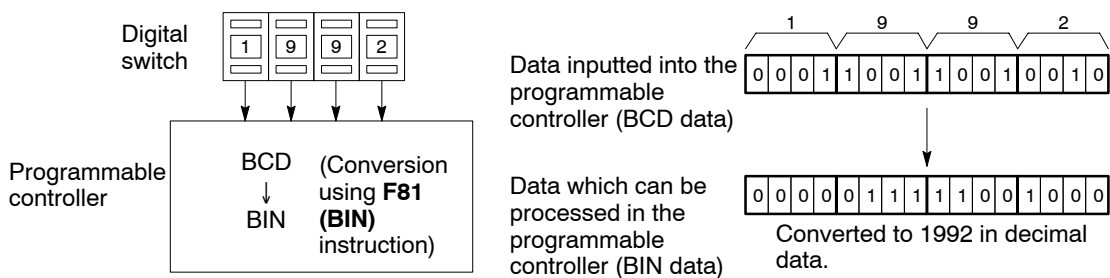 Digital
switch
1 9 9 2
Programmable
controller
BCD
↓
BIN
(Conversion
using F81
(BIN)
instruction)
1 9 9 2
Data inputted into the
programmable
controller (BCD data)
0 0 0 1 1 0 0 1 1 0 0 1 0 0 1 0
Data which can be
processed in the
programmable
controller (BIN data)
0 0 0 0 0 1 1 1 1 1 0 0 1 0 0 0
Converted to 1992 in decimal
data.